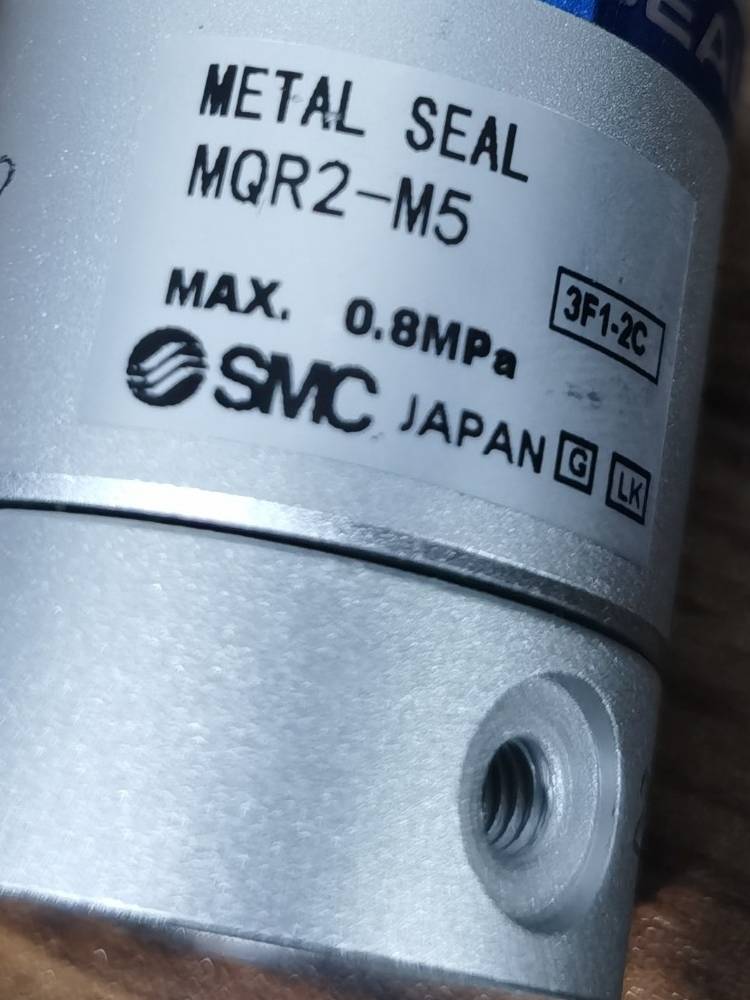 METAL SEAL
MQR2-M5
MAX. 0.8MPa
3F1-2C
SMC JAPAN G LK